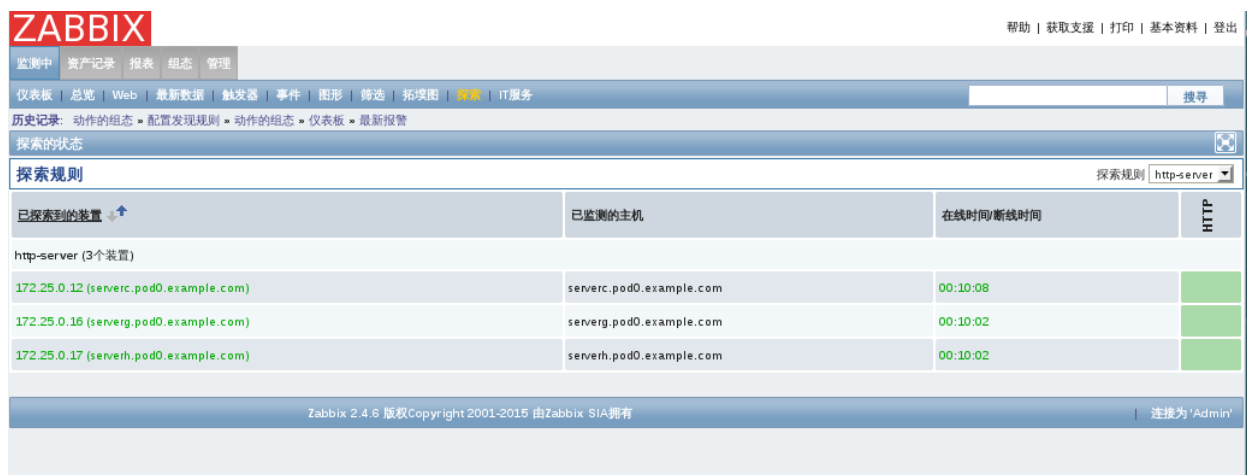 ZABBIX
帮助 | 获取支援 | 打印 | 基本资料 | 登出
监测中 资产记录 报表 组态 管理
仪表板 | 总览 | Web | 最新数据 | 触发器 | 事件 | 图形 | 筛选 | 拓墣图 | 探索 | IT服务 搜寻
历史记录: 动作的组态 » 配置发现规则 » 动作的组态 » 仪表板 » 最新报警
探索的状态
探索规则 探索规则 http-server
已探索到的装置 已监测的主机 在线时间/断线时间 HTTP
http-server (3个装置)
172.25.0.12 (serverc.pod0.example.com) serverc.pod0.example.com 00:10:08
172.25.0.16 (serverg.pod0.example.com) serverg.pod0.example.com 00:10:02
172.25.0.17 (serverh.pod0.example.com) serverh.pod0.example.com 00:10:02
Zabbix 2.4.6 版权Copyright 2001-2015 由Zabbix SIA拥有 | 连接为 'Admin'